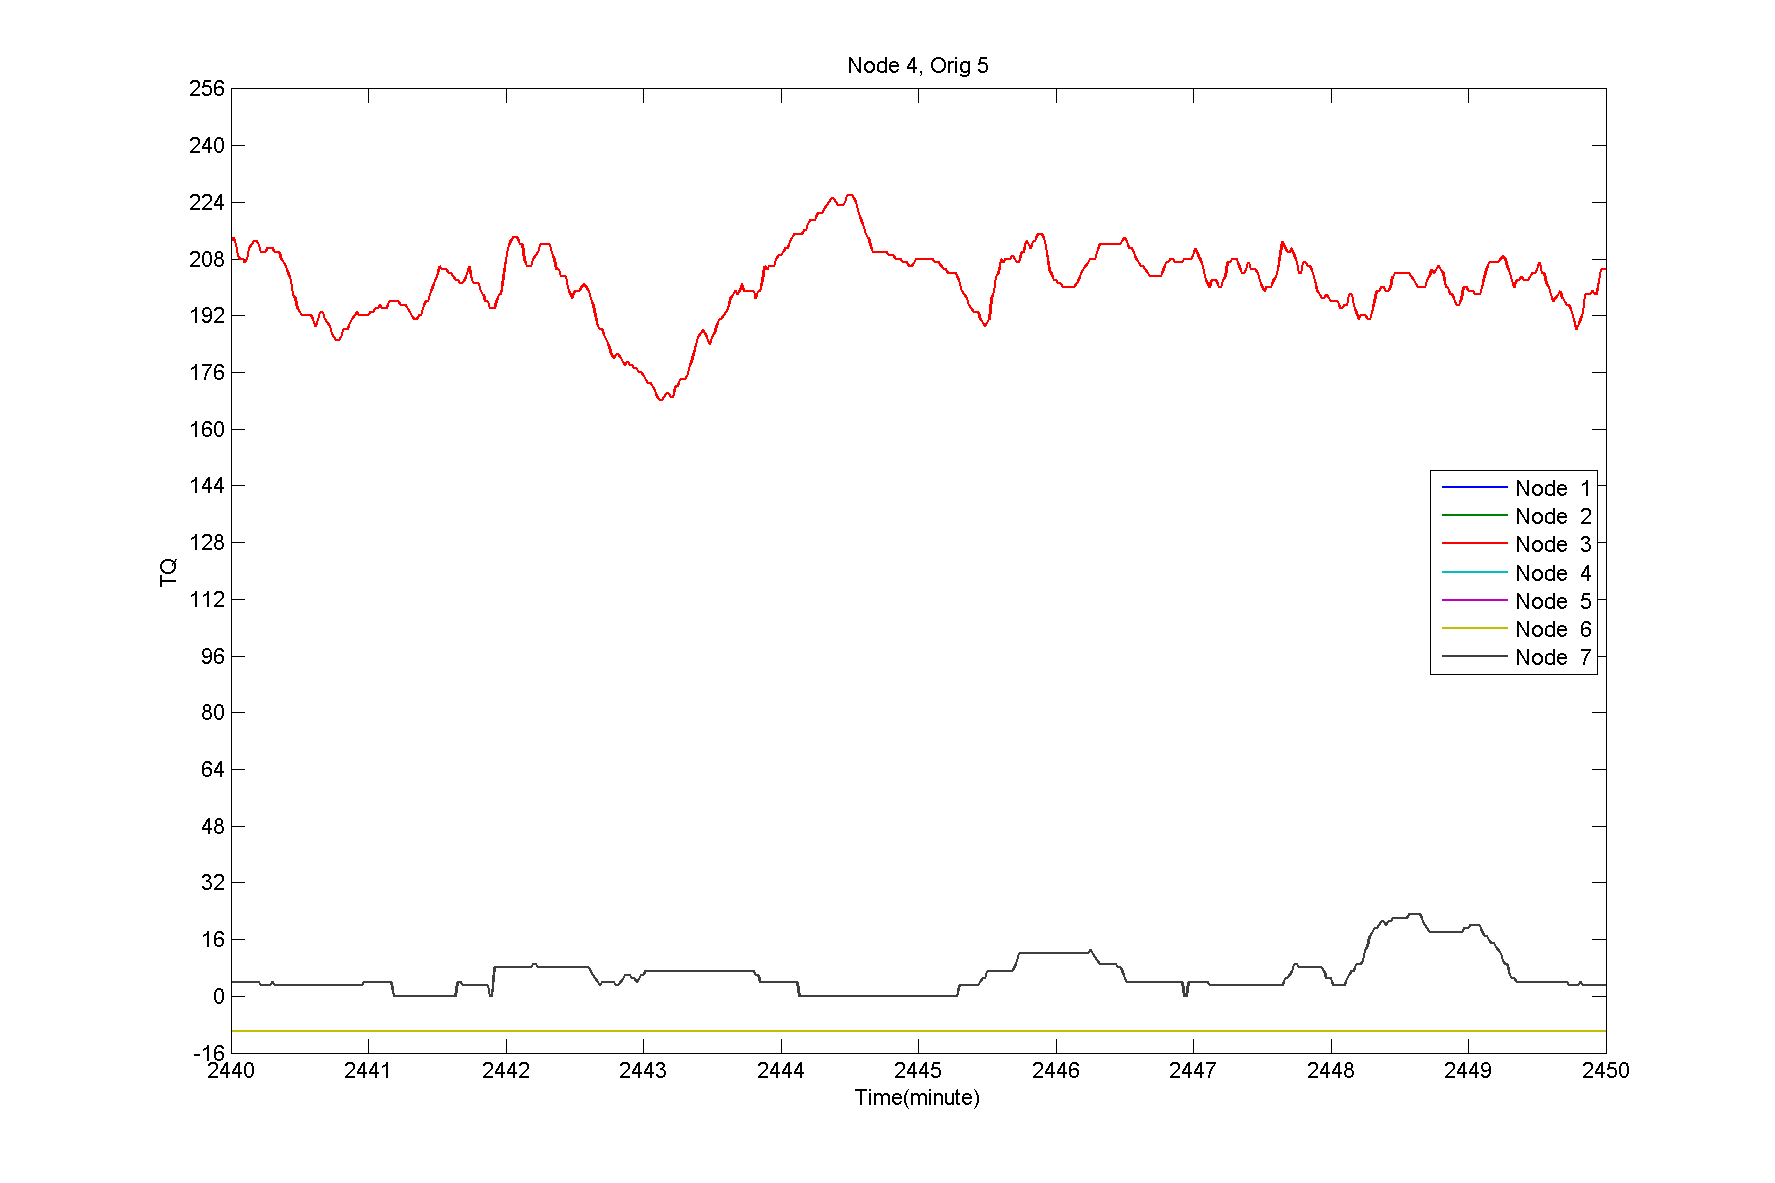 Node 4, Orig 5
256
240
224
208
192
176
160
144
128
112
96
80
64
48
32
16
0
-16
TQ
Node 1
Node 2
Node 3
Node 4
Node 5
Node 6
Node 7
2440 2441 2442 2443 2444 2445 2446 2447 2448 2449 2450
Time(minute)